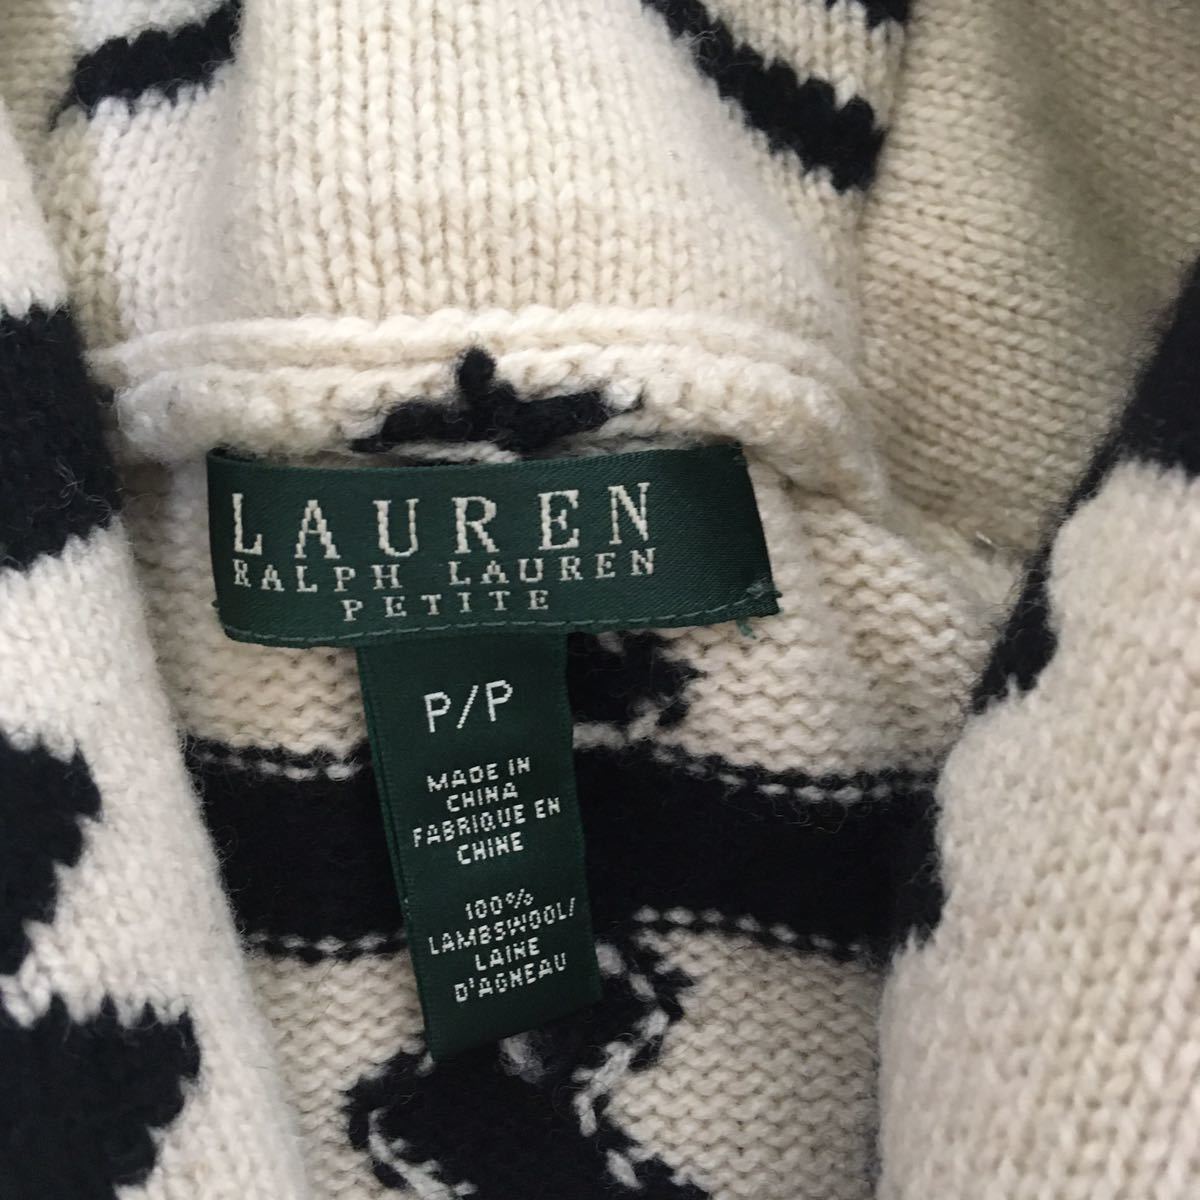 LAUREN
RALPH LAUREN
PETITE
P/P
MADE IN
CHINA
FABRIQUE EN
CHINE
100%
LAMBSWOOL/
LAINE
D'AGNEAU